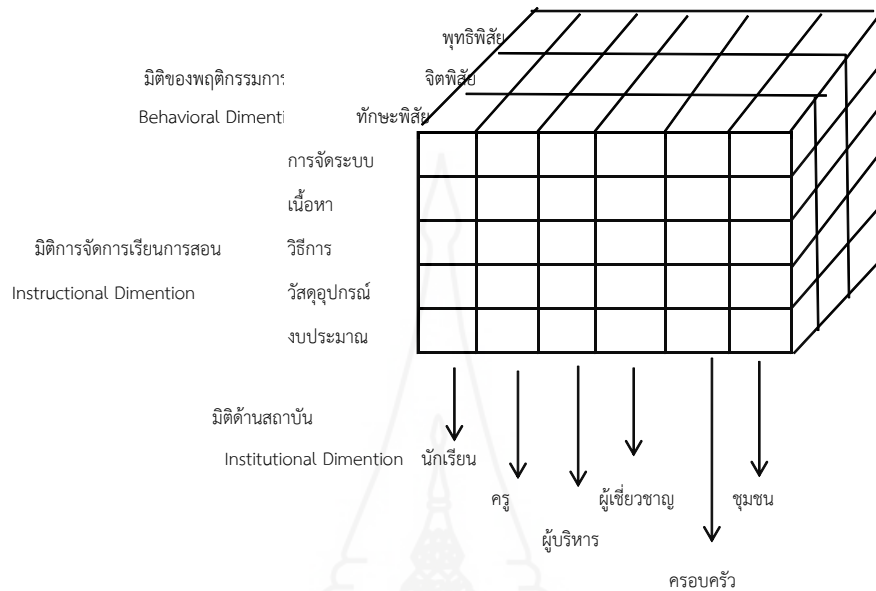 พุทธิพิสัย
มิติของพฤติกรรมการ จิตพิสัย
Behavioral Dimenti ทักษะพิสัย
การจัดระบบ
เนื้อหา
มิติการจัดการเรียนการสอน วิธีการ
Instructional Dimention วัสดุอุปกรณ์
งบประมาณ
มิติด้านสถาบัน
Institutional Dimention นักเรียน
ครู ผู้เชี่ยวชาญ ชุมชน
ผู้บริหาร
ครอบครัว